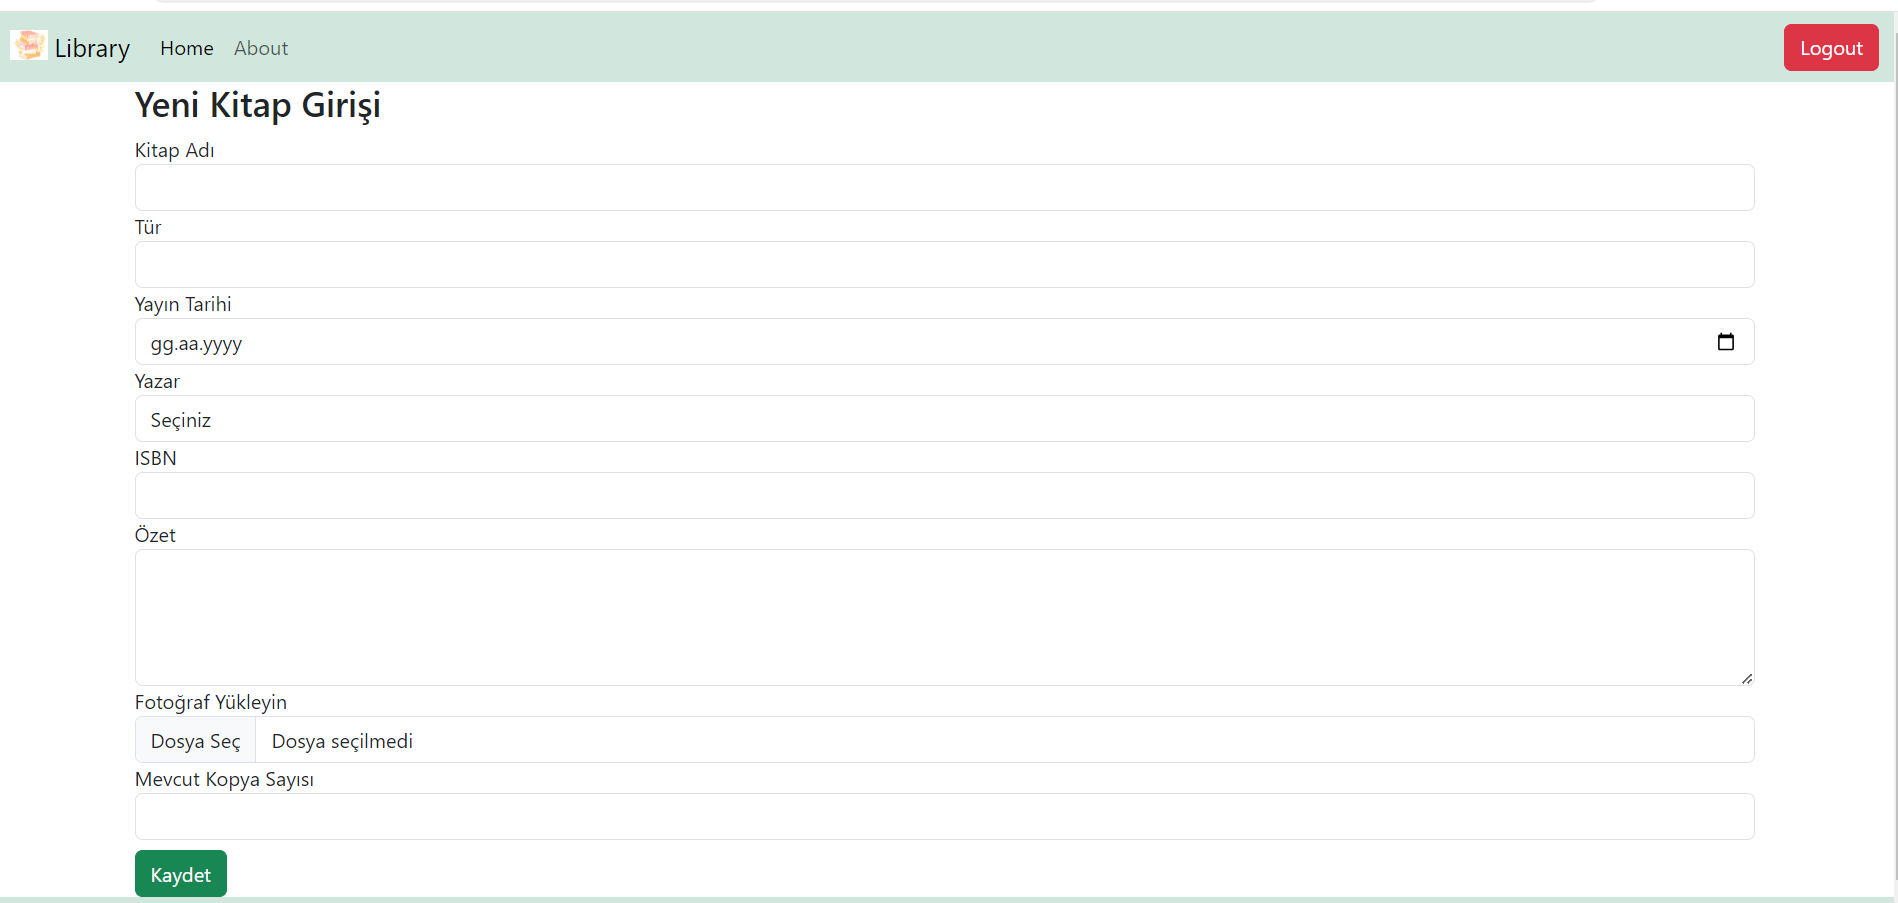 Library Home About Logout
Yeni Kitap Girişi
Kitap Adı
Tür
Yayın Tarihi
gg.aa.yyyy
Yazar
Seçiniz
ISBN
Özet
Fotoğraf Yükleyin
Dosya Seç Dosya seçilmedi
Mevcut Kopya Sayısı
Kaydet